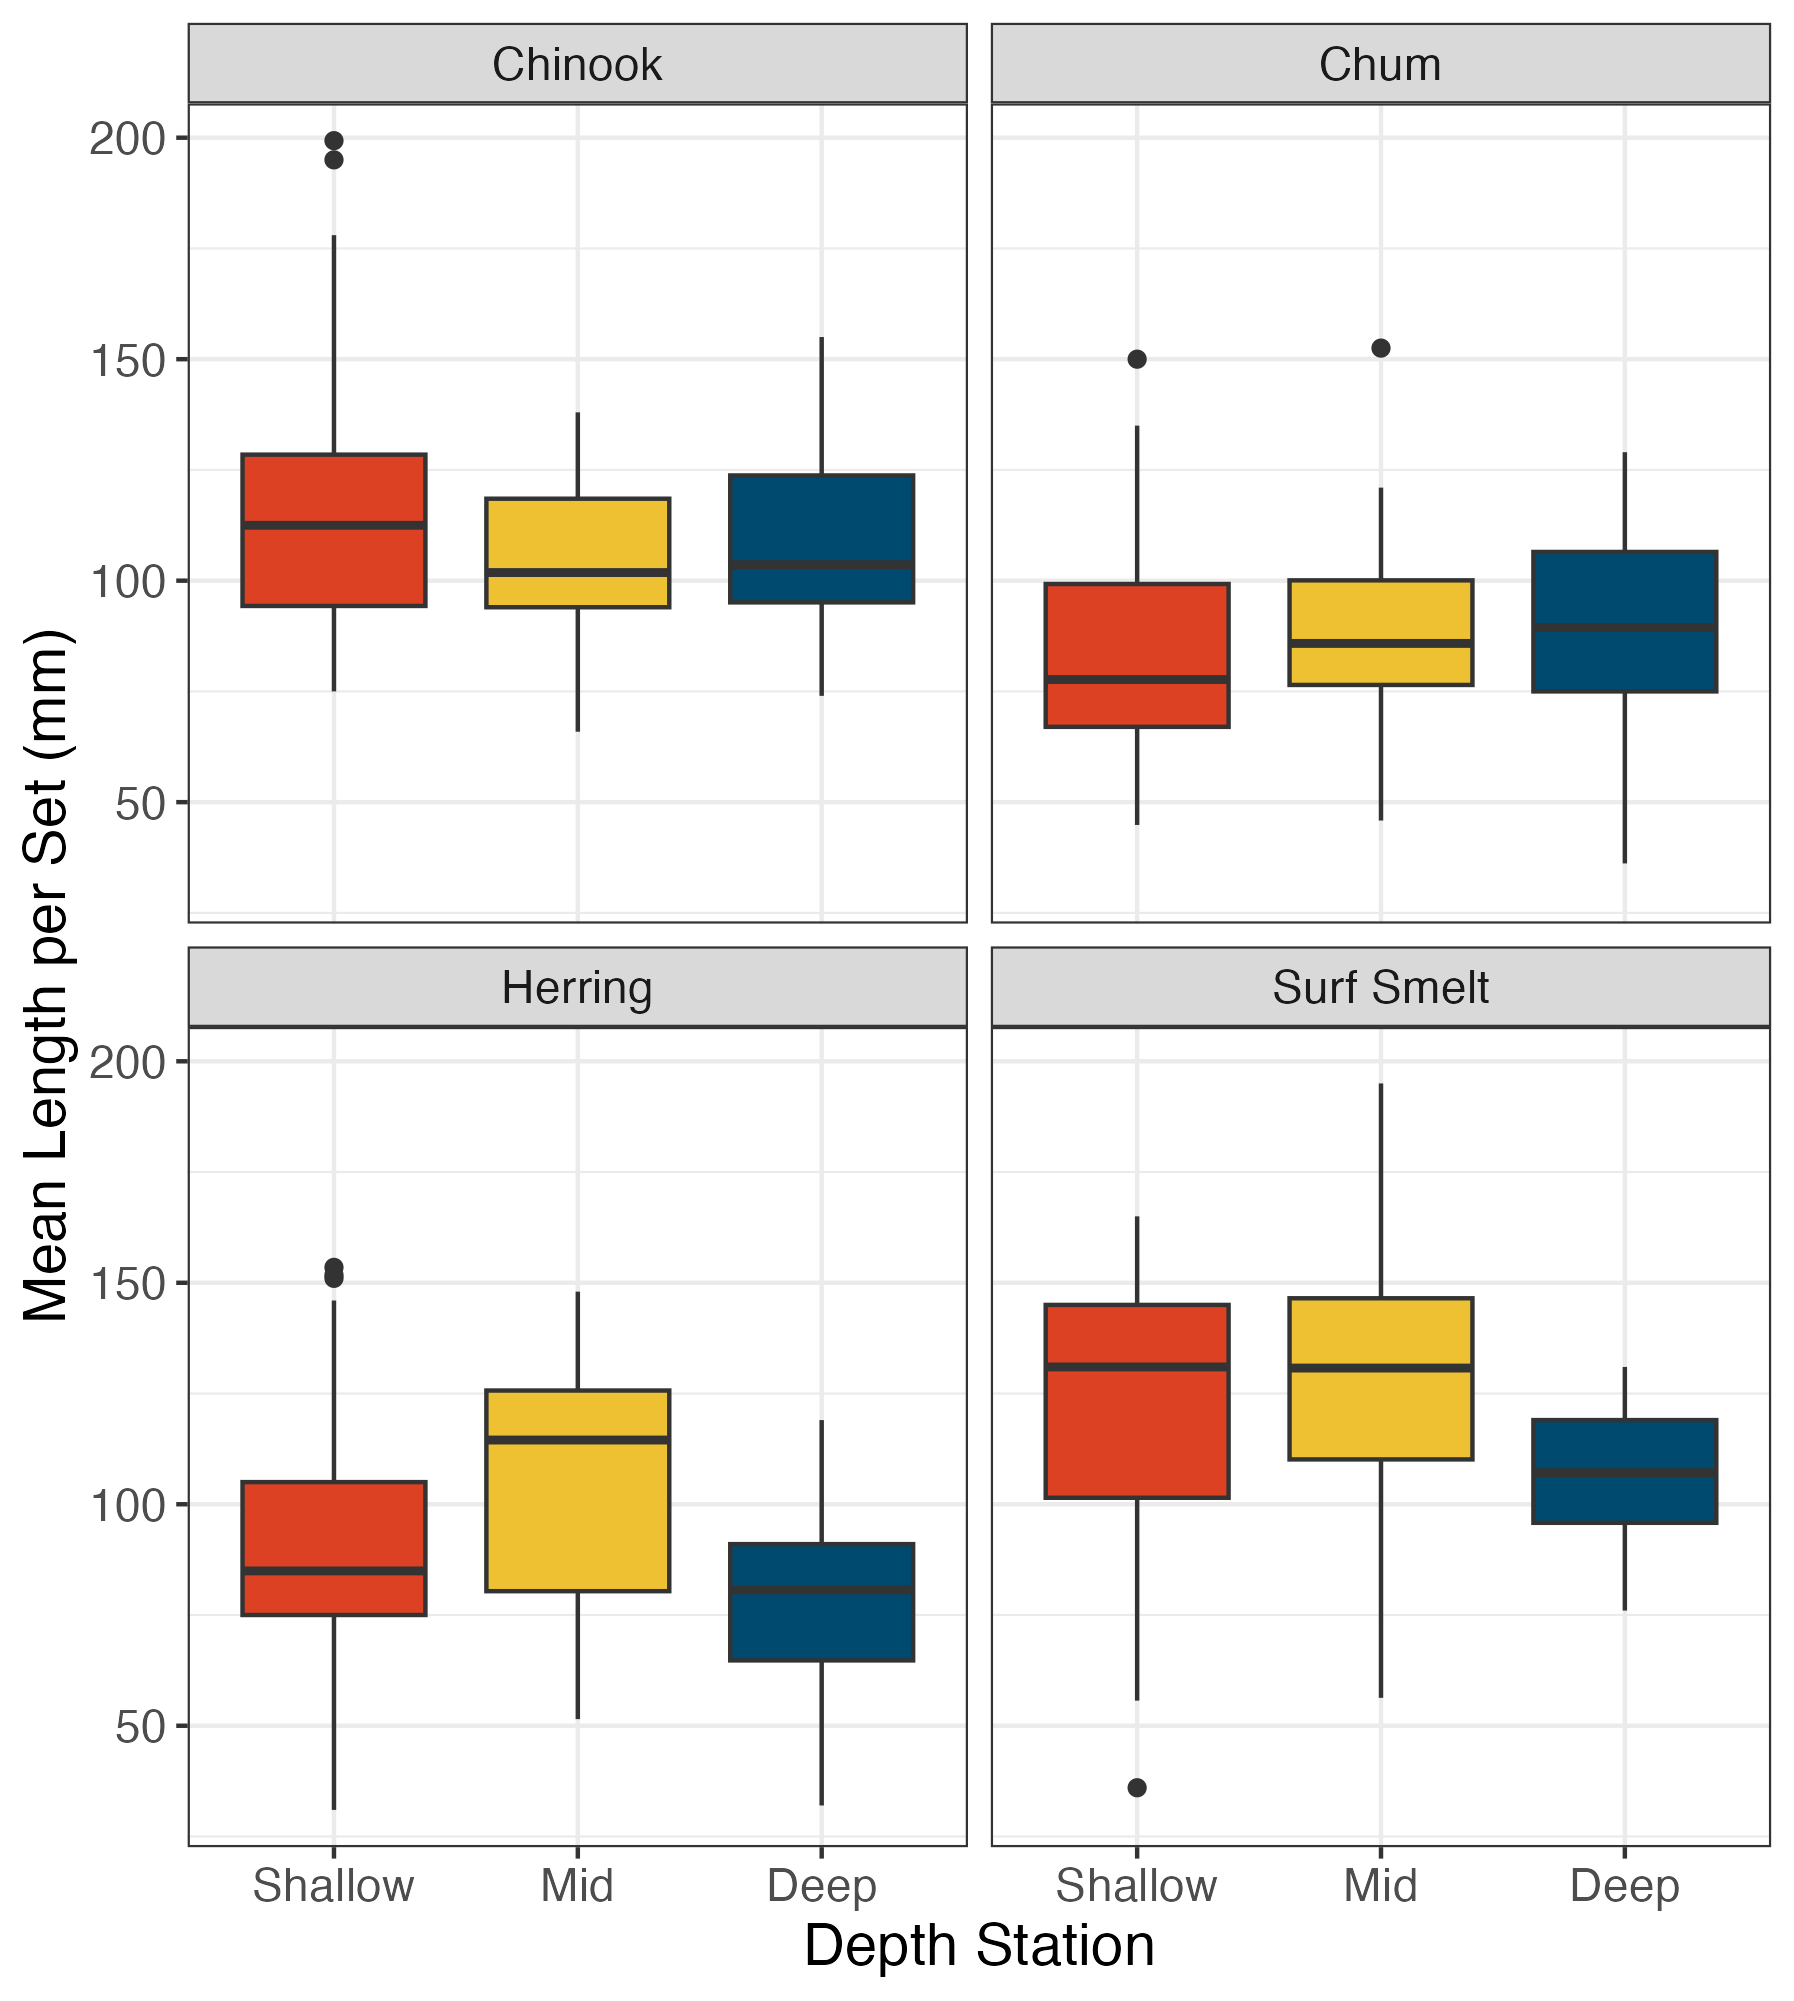 Chinook
Chum
200
150
100
50
Herring
Surf Smelt
200
150
100
50
Shallow
Mid
Deep
Shallow
Mid
Deep
Depth Station
Mean Length per Set (mm)